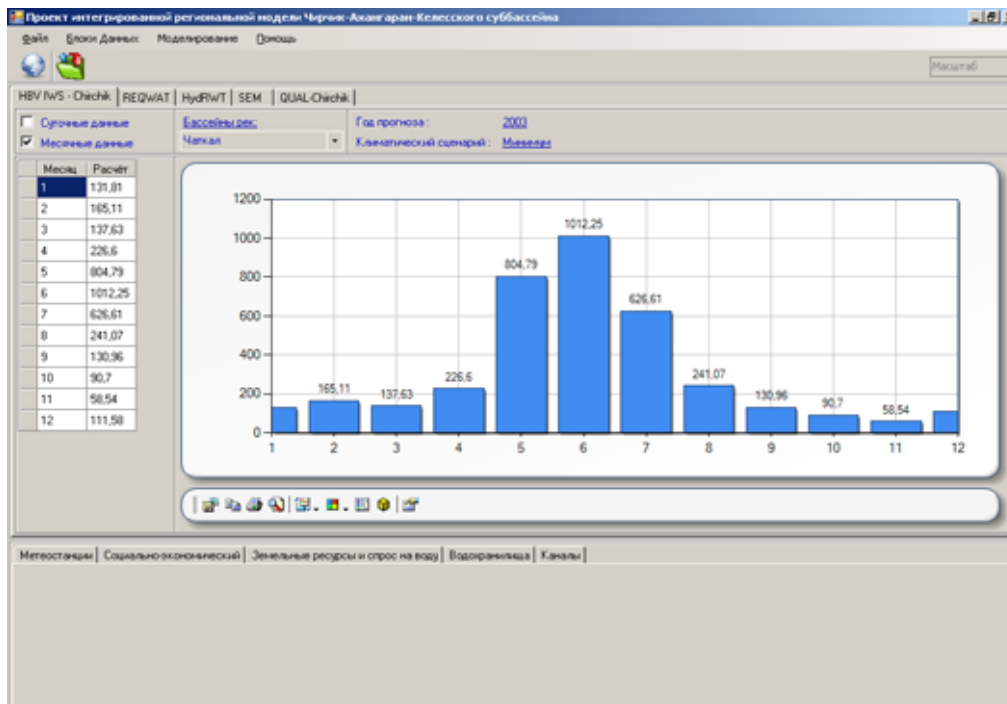 Проект интегрированной региональной модели Чирчик-Ахангаран-Келесского суббассейна
Файл Блоки Данных Моделирование Помощь
Масштаб
HBV IWS - Chirchik REQWAT HydRWT SEM QUAL-Chirchik
Суточные данные
Месячные данные
Бассейны рек:
Чаткал
Год прогноза : 2003
Климатический сценарий :
Месяц Расчёт
1 131,81
2 165,11
3 137,63
4 226,6
5 804,79
6 1012,25
7 626,61
8 241,07
9 130,96
10 90,7
11 58,54
12 111,58
1200
1000
800
600
400
200
0
165,11 137,63 226,6 804,79 1012,25 626,61 241,07 130,96 90,7 58,54
1 2 3 4 5 6 7 8 9 10 11 12
Метеостанции Социально-экономический Земельные ресурсы и спрос на воду Водохранилища Каналы